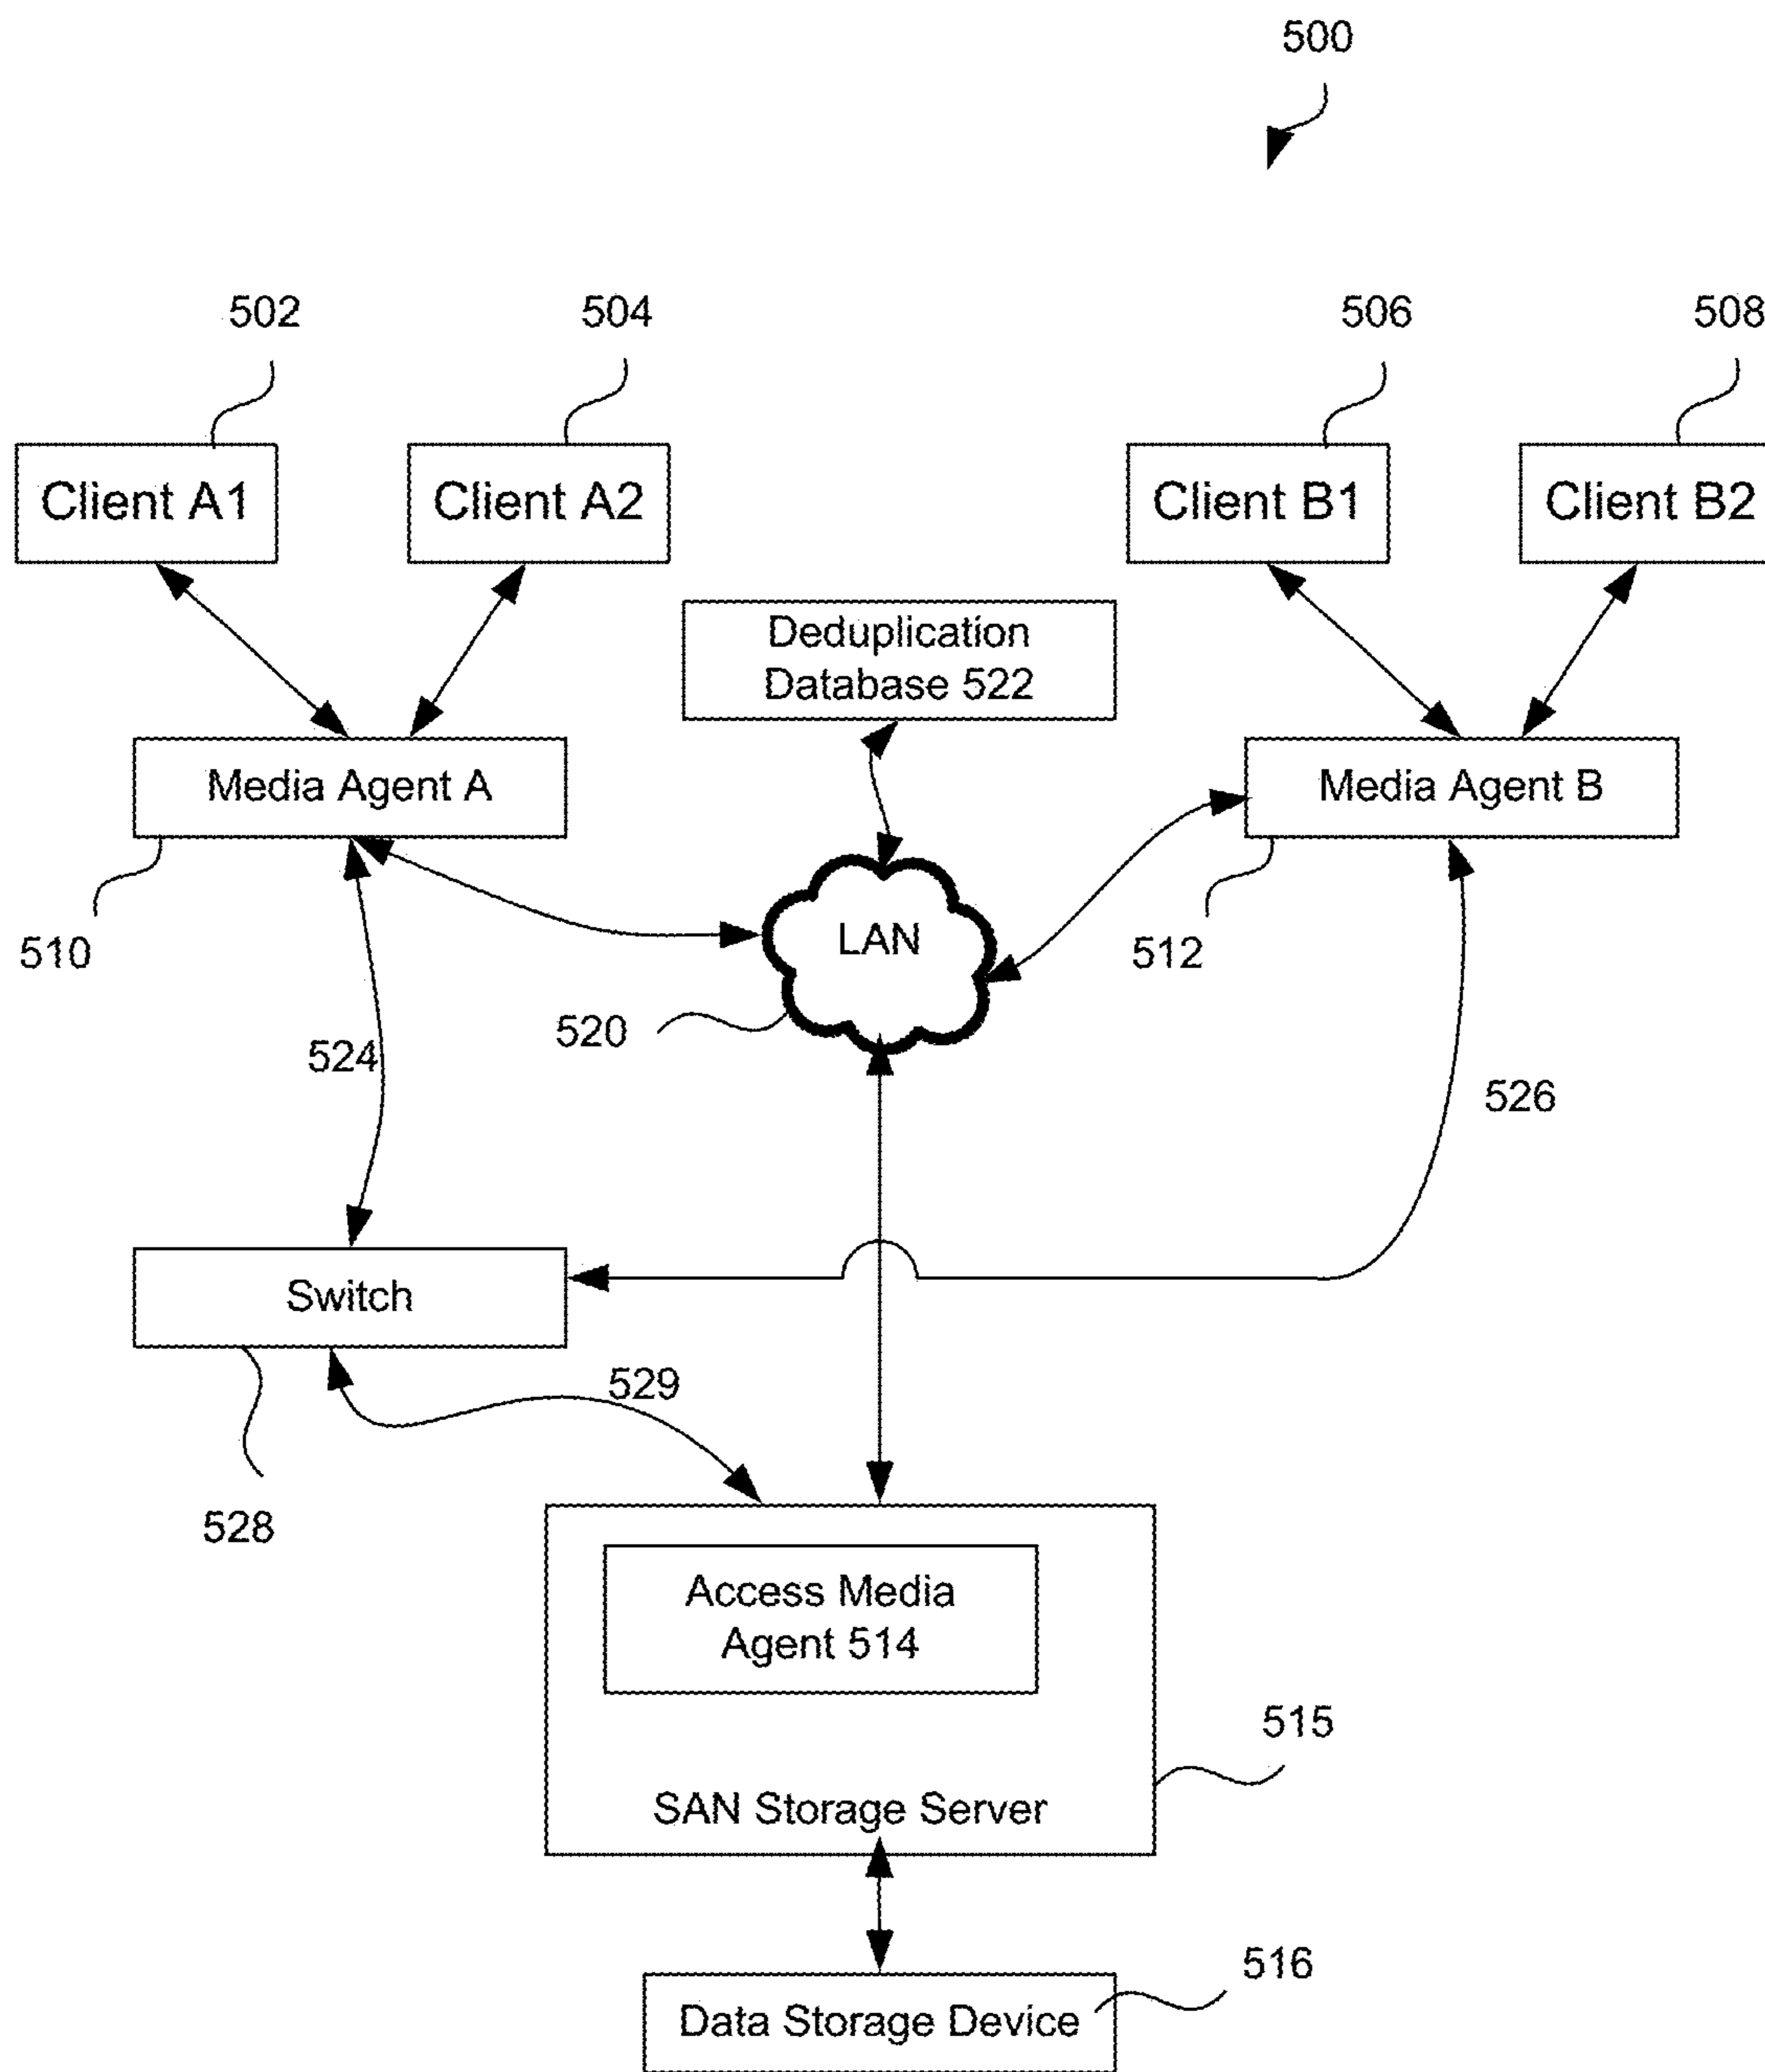 500
502
504
506
508
Client A1
Client A2
Client B1
Client B2
Deduplication
Database 522
Media Agent A
Media Agent B
LAN
510
512
520
524
526
Switch
529
528
Access Media
Agent 514
515
SAN Storage Server
516
Data Storage Device